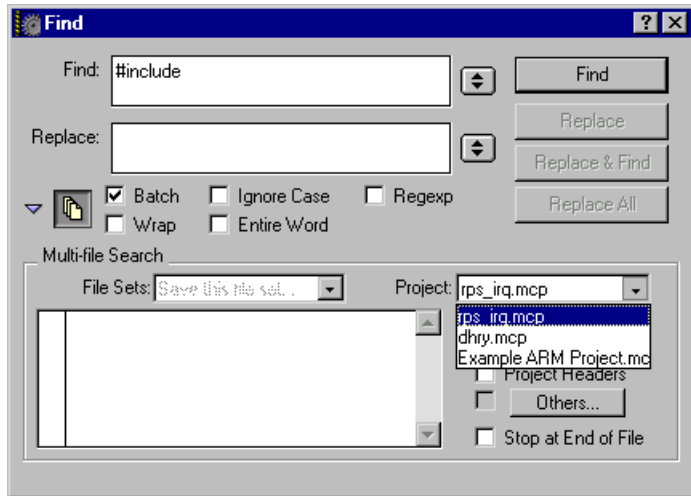 Find
Find: #include
Find
Replace:
Replace
Replace & Find
Replace All
Batch
Ignore Case
Regexp
Wrap
Entire Word
Multi-file Search
File Sets: Save this file set...
Project: rps_irq.mcp
rps_irq.mcp
dhry.mcp
Example ARM Project.mc
Project Headers
Others...
Stop at End of File